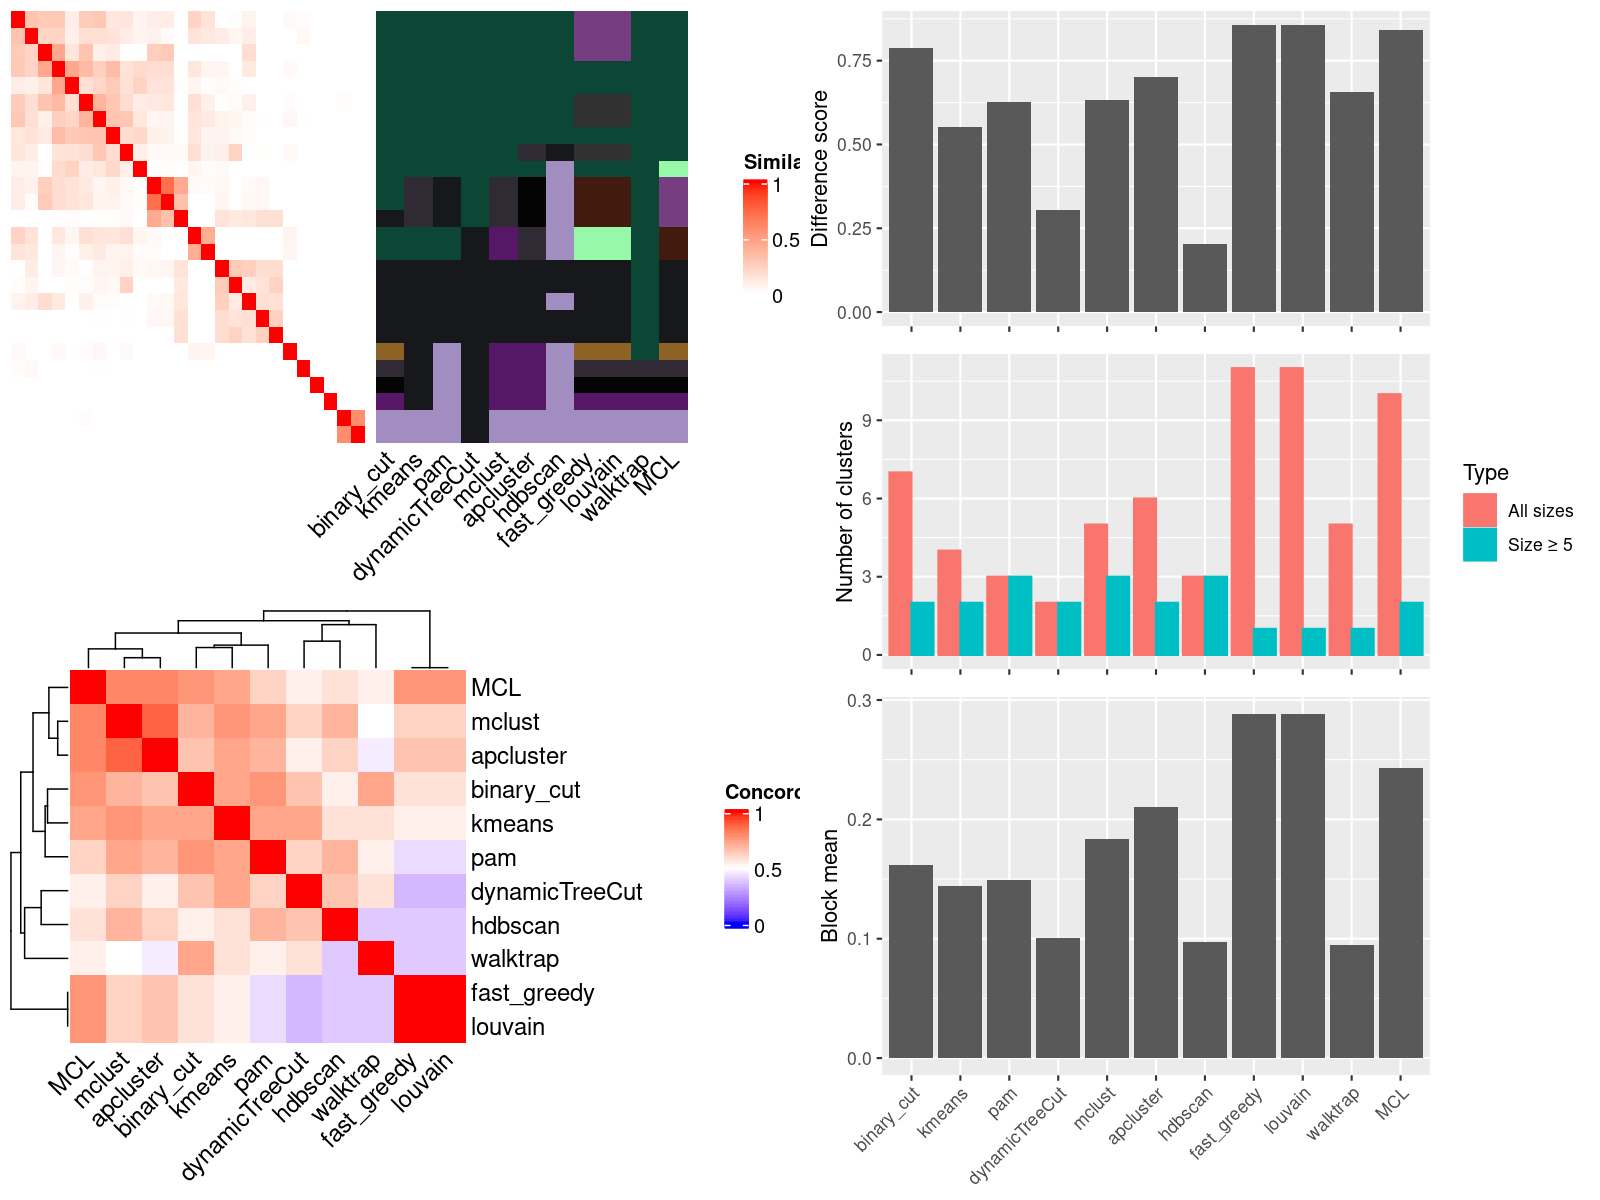 Simila
1
0.5
0
binary_cut
kmeans
pam
dynamicTreeCut
mclust
apcluster
hdbscan
fast_greedy
louvain
walktrap
MCL
Difference score
0.75
0.50
0.25
0.00
Number of clusters
9
6
3
0
Type
All sizes
Size ≥ 5
MCL
mclust
apcluster
binary_cut
kmeans
pam
dynamicTreeCut
hdbscan
walktrap
fast_greedy
louvain
MCL
mclust
apcluster
binary_cut
kmeans
pam
dynamicTreeCut
hdbscan
walktrap
fast_greedy
louvain
Concord
1
0.5
0
Block mean
0.3
0.2
0.1
0.0
binary_cut
kmeans
pam
dynamicTreeCut
mclust
apcluster
hdbscan
fast_greedy
louvain
walktrap
MCL